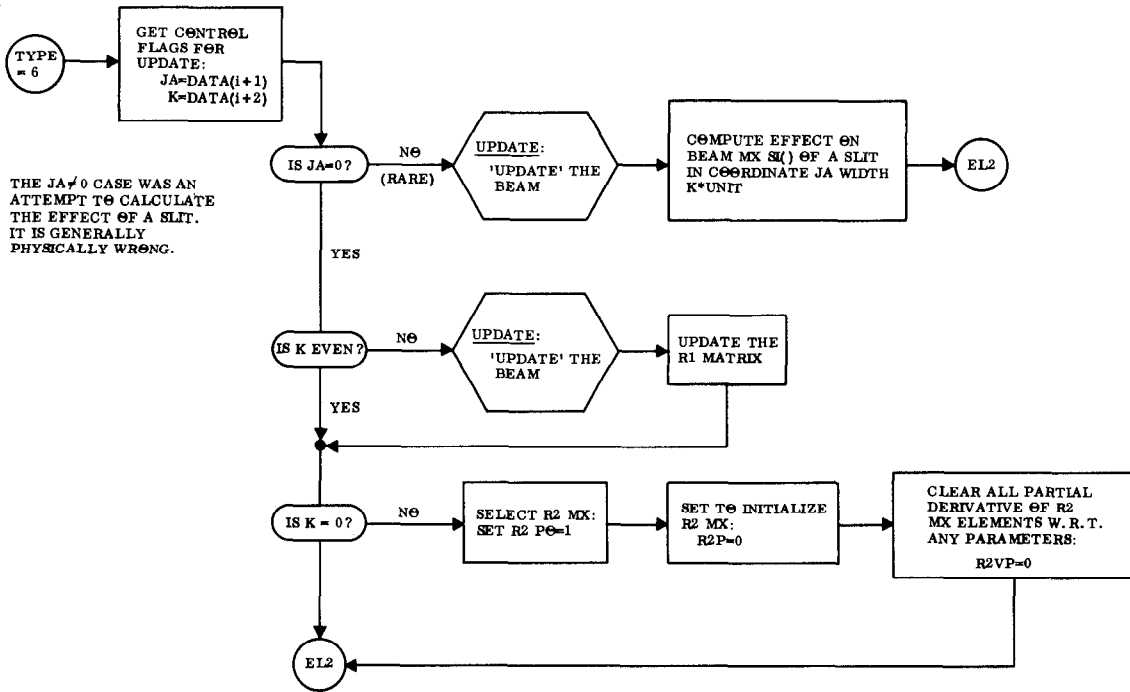 TYPE
= 6
GET CONTROL
FLAGS FOR
UPDATE:
JA=DATA(i+1)
K=DATA(i+2)
IS JA=0?
NO
(RARE)
UPDATE:
'UPDATE' THE
BEAM
COMPUTE EFFECT ON
BEAM MX SI() OF A SLIT
IN COORDINATE JA WIDTH
K*UNIT
EL2
THE JA≠0 CASE WAS AN
ATTEMPT TO CALCULATE
THE EFFECT OF A SLIT.
IT IS GENERALLY
PHYSICALLY WRONG.
YES
IS K EVEN?
NO
UPDATE:
'UPDATE' THE
BEAM
UPDATE THE
R1 MATRIX
YES
IS K = 0?
NO
SELECT R2 MX:
SET R2 PO=1
SET TO INITIALIZE
R2 MX:
R2P=0
CLEAR ALL PARTIAL
DERIVATIVE OF R2
MX ELEMENTS W. R. T.
ANY PARAMETERS:
R2VP=0
EL2